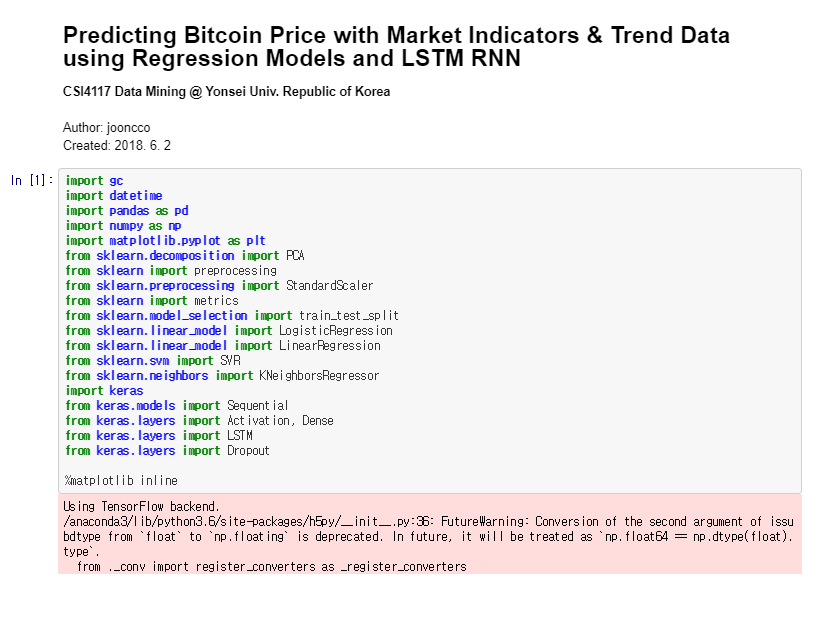 Predicting Bitcoin Price with Market Indicators & Trend Data
using Regression Models and LSTM RNN
CSI4117 Data Mining @ Yonsei Univ. Republic of Korea
Author: jooncco
Created: 2018. 6. 2
In [1]:
import gc
import datetime
import pandas as pd
import numpy as np
import matplotlib.pyplot as plt
from sklearn.decomposition import PCA
from sklearn import preprocessing
from sklearn.preprocessing import StandardScaler
from sklearn import metrics
from sklearn.model_selection import train_test_split
from sklearn.linear_model import LogisticRegression
from sklearn.linear_model import LinearRegression
from sklearn.svm import SVR
from sklearn.neighbors import KNeighborsRegressor
import keras
from keras.models import Sequential
from keras.layers import Activation, Dense
from keras.layers import LSTM
from keras.layers import Dropout
%matplotlib inline
Using TensorFlow backend.
/anaconda3/lib/python3.6/site-packages/h5py/__init__.py:36: FutureWarning: Conversion of the second argument of issu
bdtype from `float` to `np.floating` is deprecated. In future, it will be treated as `np.float64 == np.dtype(float).
type`.
  from ._conv import register_converters as _register_converters